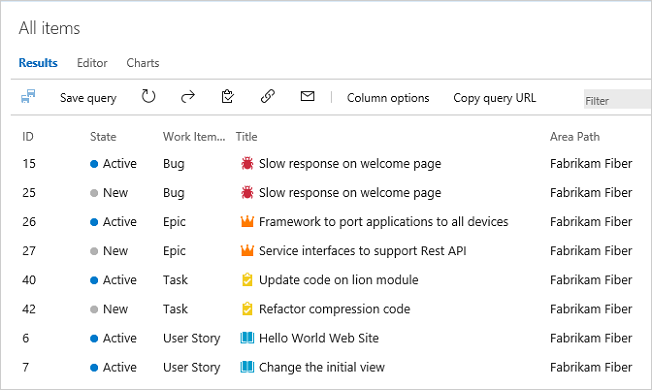 All items
Results Editor Charts
Save query Column options Copy query URL Filter
ID State Work Item... Title Area Path
15 Active Bug Slow response on welcome page Fabrikam Fiber
25 New Bug Slow response on welcome page Fabrikam Fiber
26 Active Epic Framework to port applications to all devices Fabrikam Fiber
27 New Epic Service interfaces to support Rest API Fabrikam Fiber
40 Active Task Update code on lion module Fabrikam Fiber
42 New Task Refactor compression code Fabrikam Fiber
6 Active User Story Hello World Web Site Fabrikam Fiber
7 Active User Story Change the initial view Fabrikam Fiber